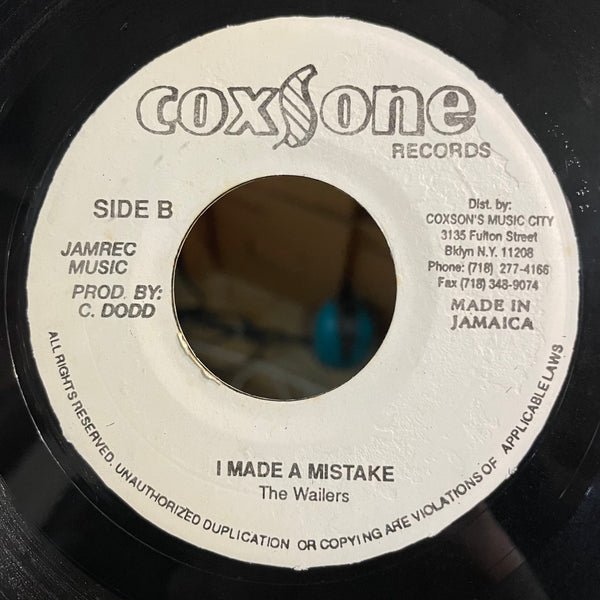 coxsone
RECORDS
SIDE B
JAMREC
MUSIC
PROD. BY:
C. DODD
Dist. by:
COXSON'S MUSIC CITY
3135 Fulton Street
Bklyn N.Y. 11208
Phone: (718) 277-4166
Fax (718) 348-9074
MADE IN
JAMAICA
I MADE A MISTAKE
The Wailers
ALL RIGHTS RESERVED. UNAUTHORIZED DUPLICATION OR COPYING ARE VIOLATIONS OF APPLICABLE LAWS